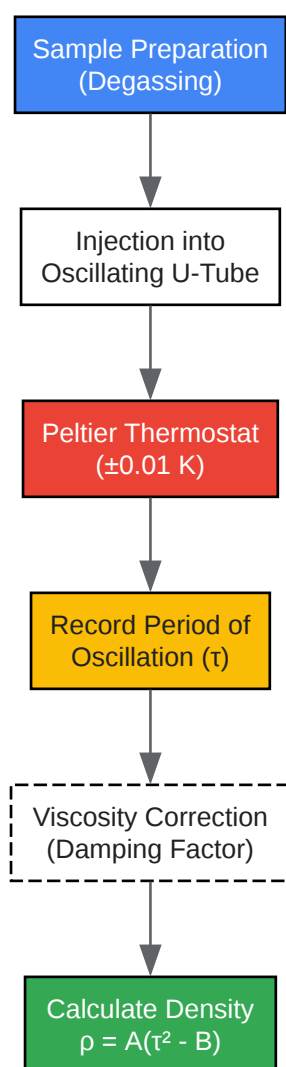 Sample Preparation
(Degassing)
Injection into
Oscillating U-Tube
Peltier Thermostat
(±0.01 K)
Record Period of
Oscillation (τ)
Viscosity Correction
(Damping Factor)
Calculate Density
ρ = A(τ² - B)